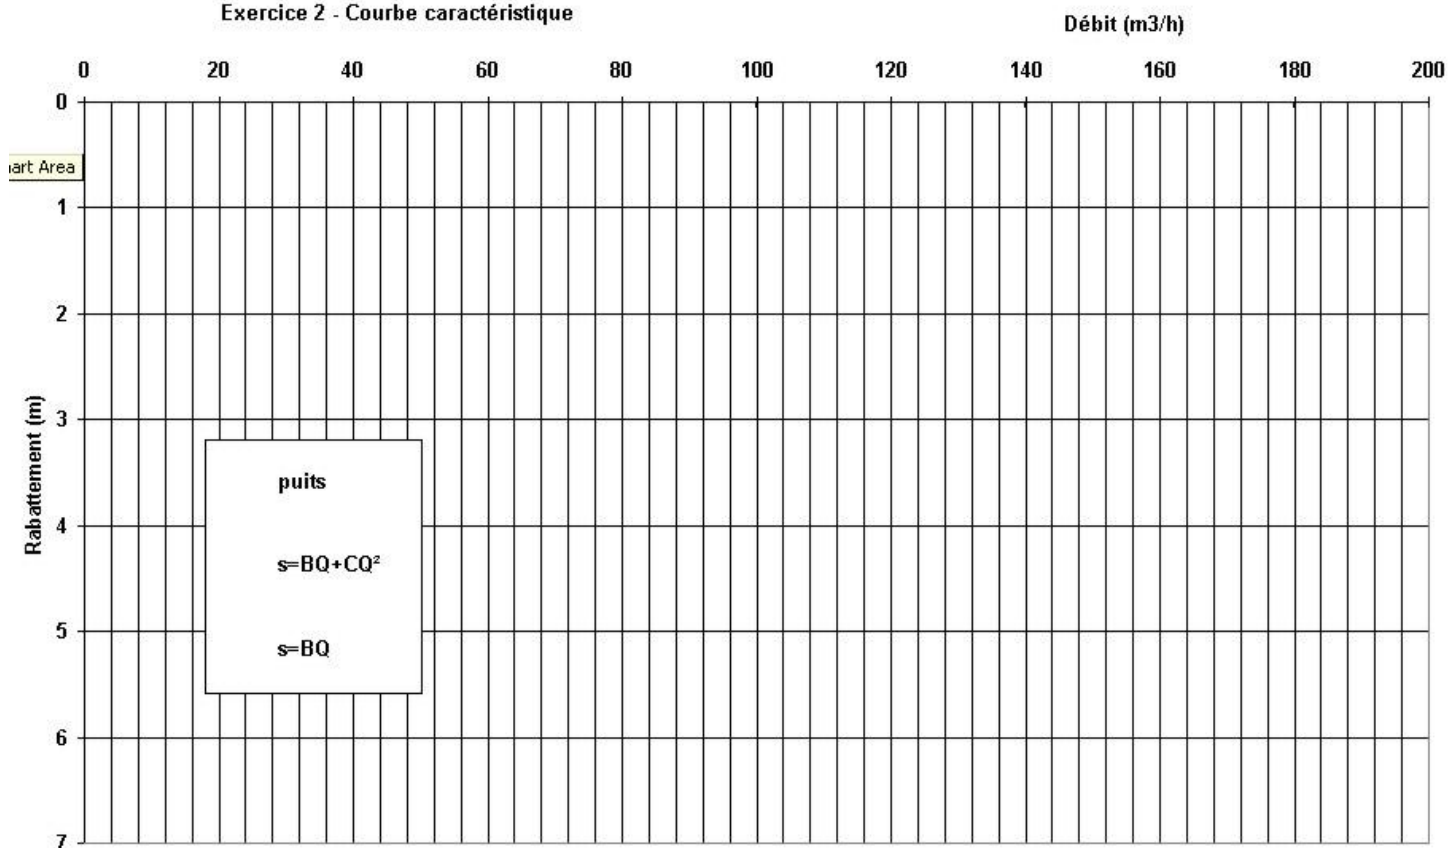 Exercice 2 - Courbe caractéristique
Débit (m3/h)
0 20 40 60 80 100 120 140 160 180 200
0
art Area
1
2
3
Rabattement (m)
puits
4
s=BQ+CQ²
5
s=BQ
6
7